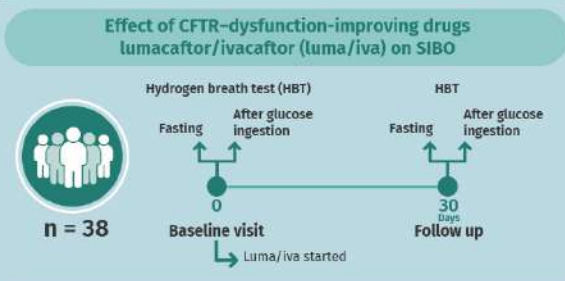 Effect of CFTR–dysfunction-improving drugs
lumacaftor/ivacaftor (luma/iva) on SIBO
Hydrogen breath test (HBT)
Fasting
After glucose
ingestion
HBT
Fasting
After glucose
ingestion
n = 38
0
Baseline visit
Luma/iva started
30
Days
Follow up